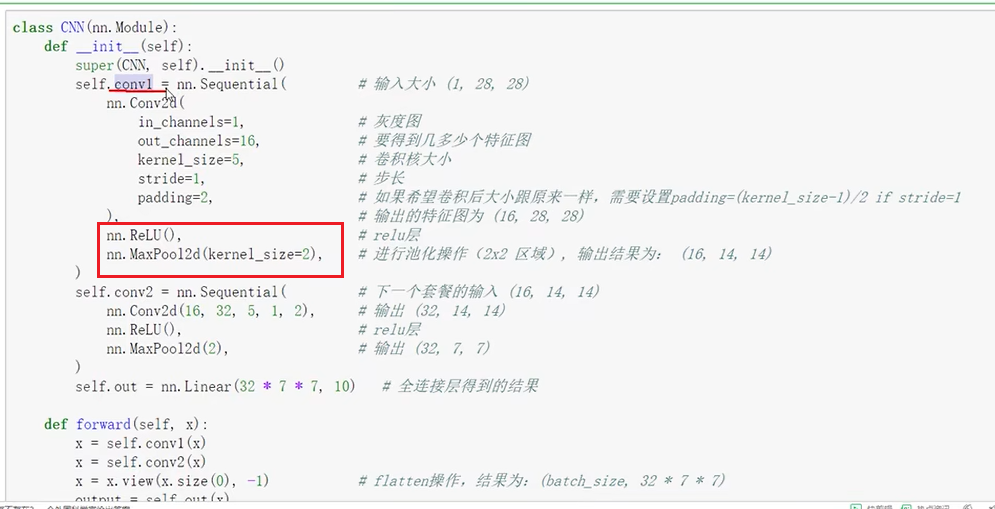 class CNN(nn.Module):
def __init__(self):
super(CNN, self).__init__()
self.conv1 = nn.Sequential( # 输入大小 (1, 28, 28)
nn.Conv2d(
in_channels=1, # 灰度图
out_channels=16, # 要得到几多少个特征图
kernel_size=5, # 卷积核大小
stride=1, # 步长
padding=2, # 如果希望卷积后大小跟原来一样，需要设置padding=(kernel_size-1)/2 if stride=1
), # 输出的特征图为 (16, 28, 28)
nn.ReLU(), # relu层
nn.MaxPool2d(kernel_size=2), # 进行池化操作（2x2 区域）, 输出结果为： (16, 14, 14)
)
self.conv2 = nn.Sequential( # 下一个套餐的输入 (16, 14, 14)
nn.Conv2d(16, 32, 5, 1, 2), # 输出 (32, 14, 14)
nn.ReLU(), # relu层
nn.MaxPool2d(2), # 输出 (32, 7, 7)
)
self.out = nn.Linear(32 * 7 * 7, 10) # 全连接层得到的结果
def forward(self, x):
x = self.conv1(x)
x = self.conv2(x)
x = x.view(x.size(0), -1) # flatten操作，结果为：(batch_size, 32 * 7 * 7)
output = self.out(x)